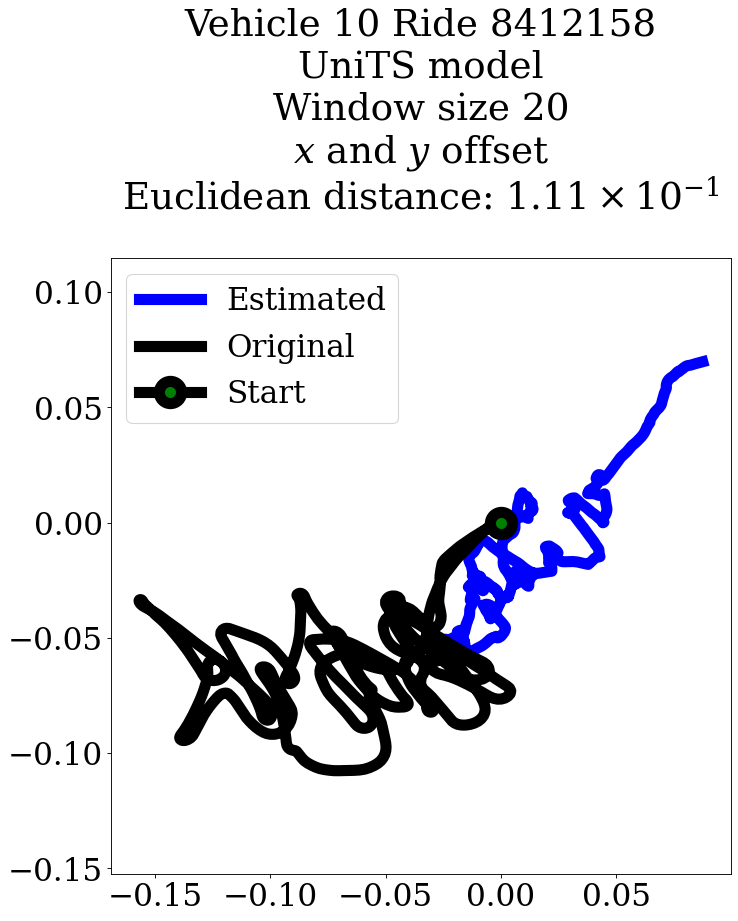 Vehicle 10 Ride 8412158
UniTS model
Window size 20
x and y offset
Euclidean distance: 1.11 × 10⁻¹
Estimated
Original
Start
0.10
0.05
0.00
−0.05
−0.10
−0.15
−0.15 −0.10 −0.05 0.00 0.05